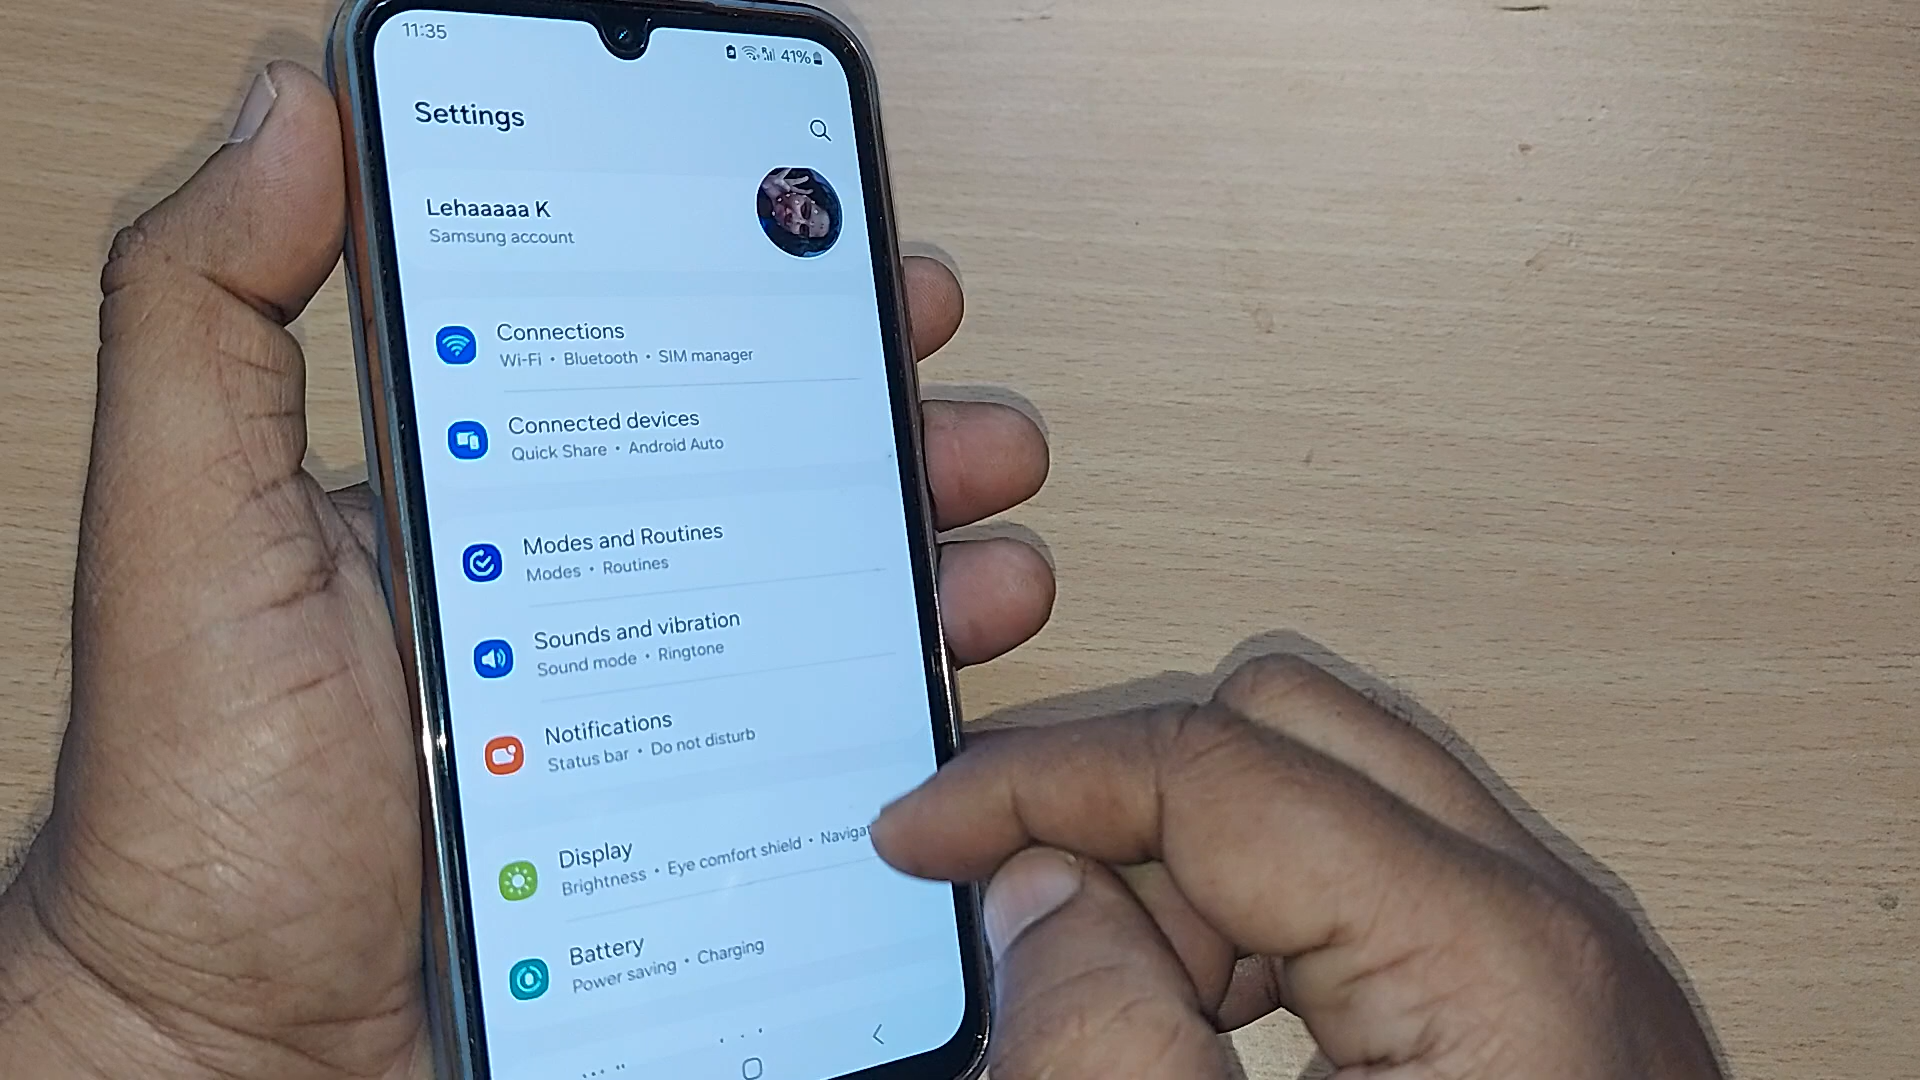 11:35
41%
Settings
Lehaaaaa K
Samsung account
Connections
Wi-Fi • Bluetooth • SIM manager
Connected devices
Quick Share • Android Auto
Modes and Routines
Modes • Routines
Sounds and vibration
Sound mode • Ringtone
Notifications
Status bar • Do not disturb
Display
Brightness • Eye comfort shield • Navigat
Battery
Power saving • Charging